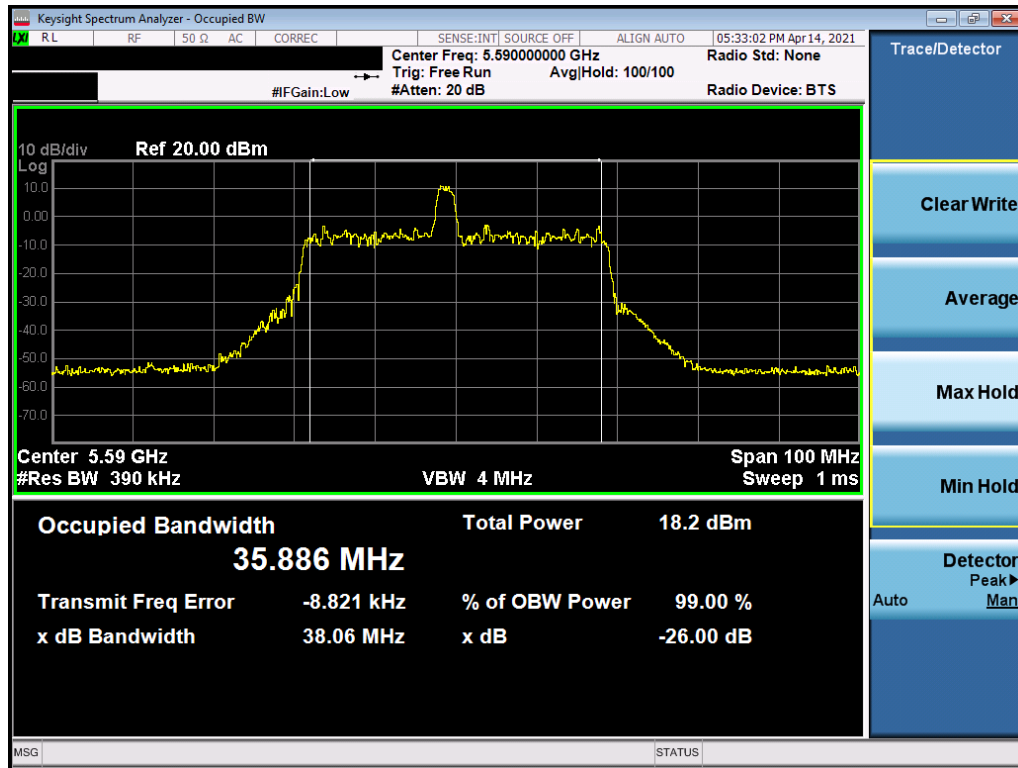 Keysight Spectrum Analyzer - Occupied BW
LXI RL RF 50 Ω AC CORREC SENSE:INT SOURCE OFF ALIGN AUTO 05:33:02 PM Apr 14, 2021
Center Freq: 5.590000000 GHz Radio Std: None
Trig: Free Run Avg|Hold: 100/100
#IFGain:Low #Atten: 20 dB Radio Device: BTS
10 dB/div Ref 20.00 dBm
Log
10.0
0.00
-10.0
-20.0
-30.0
-40.0
-50.0
-60.0
-70.0
Center 5.59 GHz Span 100 MHz
#Res BW 390 kHz VBW 4 MHz Sweep 1 ms
Occupied Bandwidth Total Power 18.2 dBm
35.886 MHz
Transmit Freq Error -8.821 kHz % of OBW Power 99.00 %
x dB Bandwidth 38.06 MHz x dB -26.00 dB
MSG STATUS
Trace/Detector
Clear Write
Average
Max Hold
Min Hold
Detector
Peak▶
Auto Man